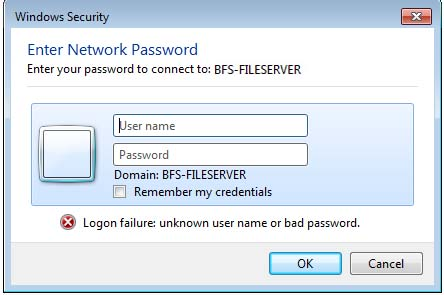 Windows Security
Enter Network Password
Enter your password to connect to: BFS-FILESERVER
User name
Password
Domain: BFS-FILESERVER
Remember my credentials
Logon failure: unknown user name or bad password.
OK Cancel